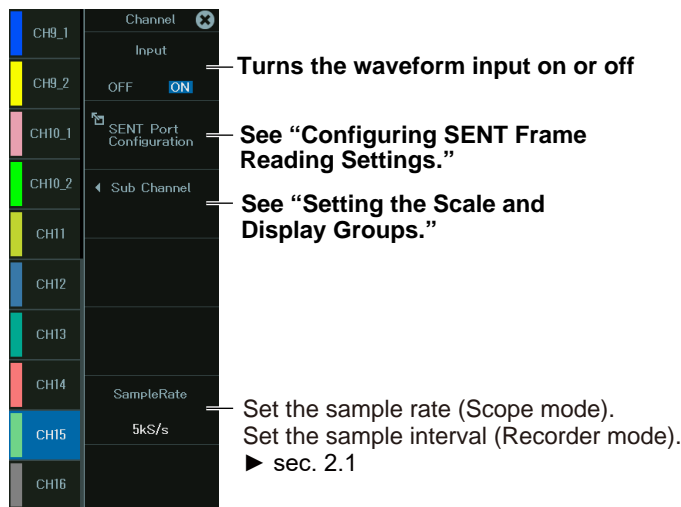 CH9_1
CH9_2
CH10_1
CH10_2
CH11
CH12
CH13
CH14
CH15
CH16
Channel
Input
OFF ON
SENT Port
Configuration
Sub Channel
SampleRate
5kS/s
Turns the waveform input on or off
See “Configuring SENT Frame
Reading Settings.”
See “Setting the Scale and
Display Groups.”
Set the sample rate (Scope mode).
Set the sample interval (Recorder mode).
► sec. 2.1